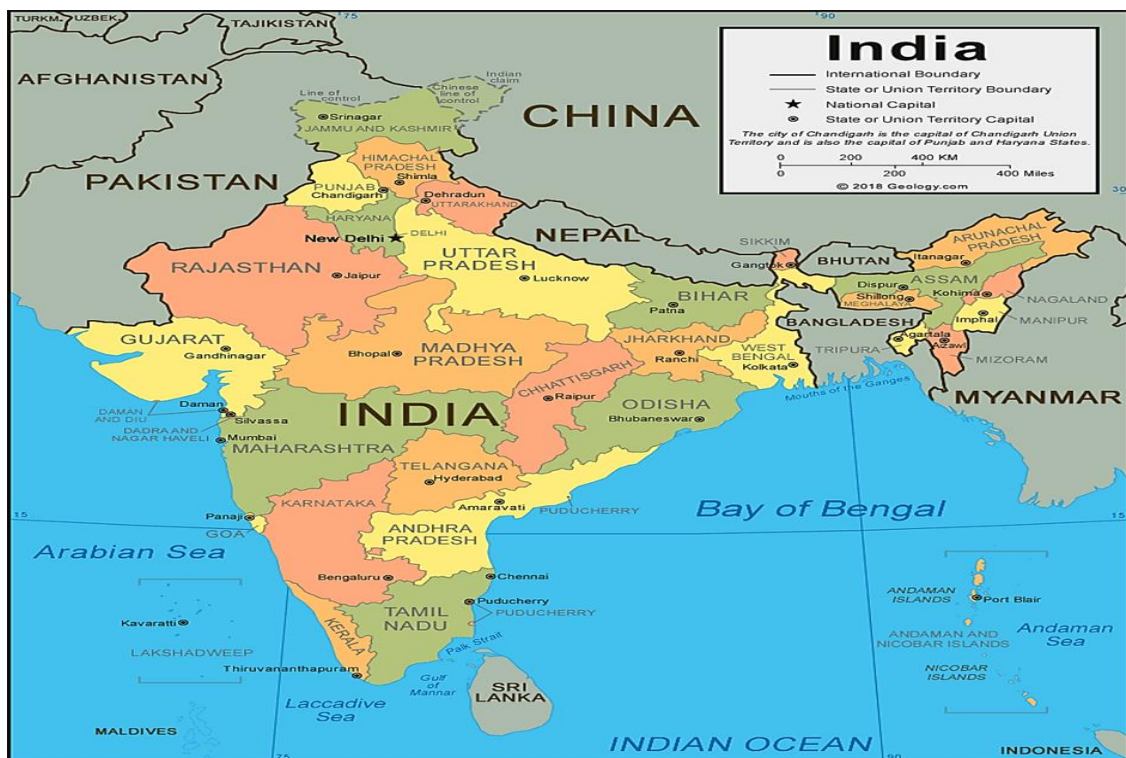 TURKM.
UZBEK.
TAJIKISTAN
75
90
AFGHANISTAN
Line of
control
Chinese
line of
control
Indian
claim
Srinagar
JAMMU AND KASHMIR
CHINA
India
International Boundary
State or Union Territory Boundary
National Capital
State or Union Territory Capital
The city of Chandigarh is the capital of Chandigarh Union
Territory and is also the capital of Punjab and Haryana States.
0 200 400 KM
0 200 400 Miles
© 2018 Geology.com
30
PAKISTAN
HIMACHAL
PRADESH
Shimla
PUNJAB
Chandigarh
Dehradun
UTTARAKHAND
HARYANA
New Delhi
DELHI
NEPAL
SIKKIM
Gangtok
BHUTAN
ARUNACHAL
PRADESH
Itanagar
RAJASTHAN
Jaipur
UTTAR
PRADESH
Lucknow
BIHAR
Patna
ASSAM
Dispur
Shillong
MEGHALAYA
Kohima
NAGALAND
Imphal
MANIPUR
BANGLADESH
Agartala
TRIPURA
Aizawl
MIZORAM
GUJARAT
Gandhinagar
Bhopal
MADHYA
PRADESH
JHARKHAND
Ranchi
WEST
BENGAL
Kolkata
CHHATTISGARH
Raipur
Mouths of the Ganges
MYANMAR
DAMAN
AND DIU
Daman
Silvassa
DADRA AND
NAGAR HAVELI
Mumbai
INDIA
MAHARASHTRA
ODISHA
Bhubaneswar
TELANGANA
Hyderabad
KARNATAKA
Amaravati
PUDUCHERRY
Bay of Bengal
15
15
Panaji
GOA
ANDHRA
PRADESH
Arabian Sea
Bengaluru
Chennai
Kavaratti
LAKSHADWEEP
TAMIL
NADU
Puducherry
PUDUCHERRY
KERALA
Palk Strait
Thiruvananthapuram
Gulf
of
Mannar
SRI
LANKA
Laccadive
Sea
ANDAMAN
ISLANDS
Port Blair
ANDAMAN AND
NICOBAR ISLANDS
Andaman
Sea
NICOBAR
ISLANDS
MALDIVES
75
INDIAN OCEAN
90
INDONESIA